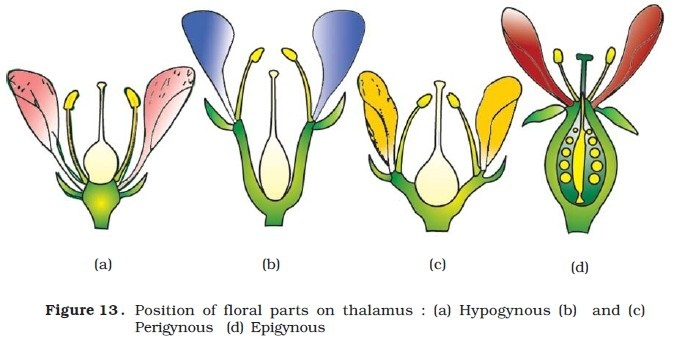 (a) (b) (c) (d)
Figure 13. Position of floral parts on thalamus : (a) Hypogynous (b) and (c)
Perigynous (d) Epigynous